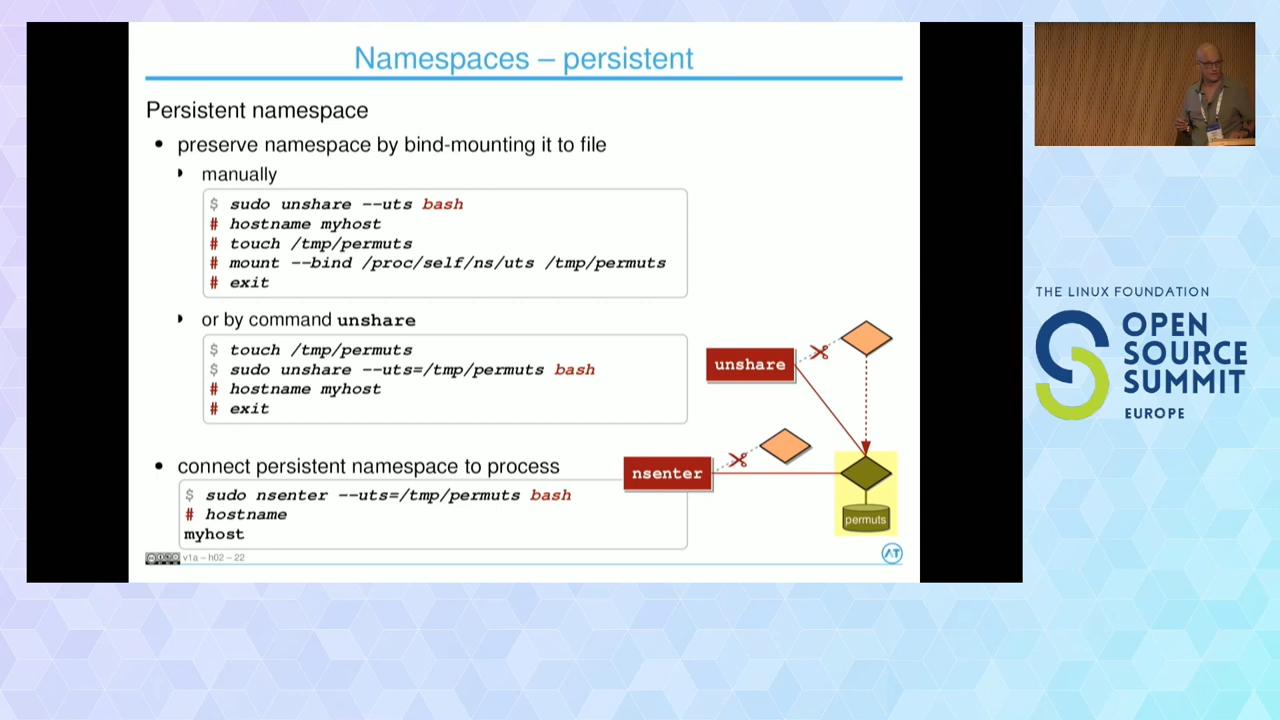 Namespaces – persistent
Persistent namespace
• preserve namespace by bind-mounting it to file
manually
$ sudo unshare --uts bash
# hostname myhost
# touch /tmp/permuts
# mount --bind /proc/self/ns/uts /tmp/permuts
# exit
or by command unshare
$ touch /tmp/permuts
$ sudo unshare --uts=/tmp/permuts bash
# hostname myhost
# exit
unshare
• connect persistent namespace to process
nsenter
$ sudo nsenter --uts=/tmp/permuts bash
# hostname
myhost
permuts
v1a – h02 – 22
AT
THE LINUX FOUNDATION
OPEN
SOURCE
SUMMIT
EUROPE